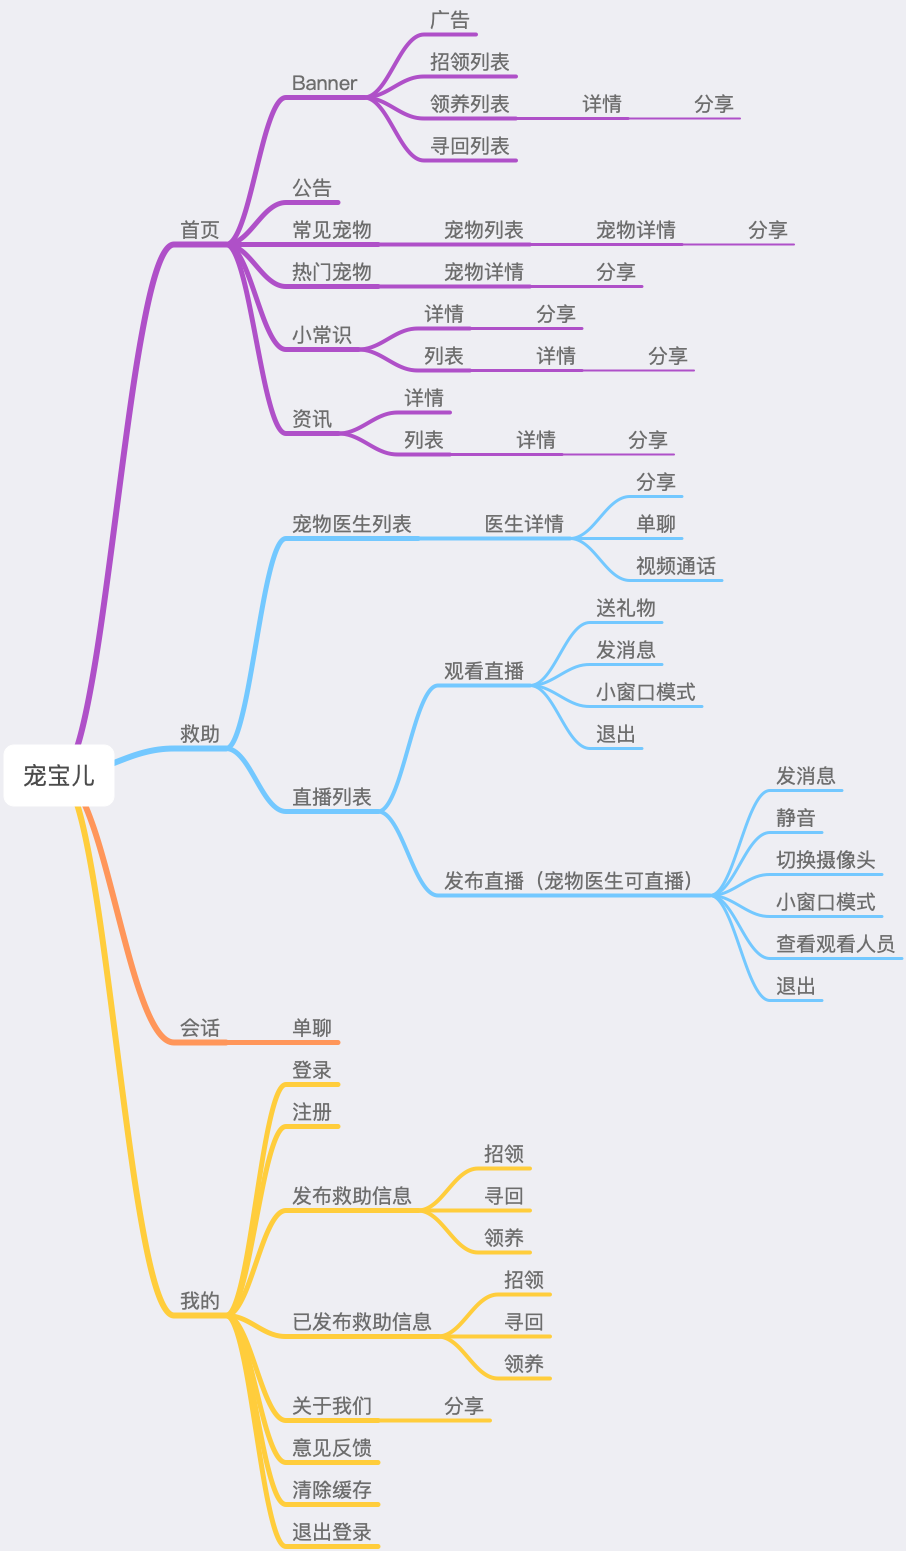 广告
招领列表
Banner
领养列表 详情 分享
寻回列表
公告
首页
常见宠物 宠物列表 宠物详情 分享
热门宠物 宠物详情 分享
详情 分享
小常识
列表 详情 分享
详情
资讯
列表 详情 分享
分享
宠物医生列表 医生详情 单聊
视频通话
送礼物
发消息
观看直播
小窗口模式
救助
退出
宠宝儿
直播列表
发消息
静音
切换摄像头
发布直播（宠物医生可直播）
小窗口模式
查看观看人员
退出
会话 单聊
登录
注册
招领
发布救助信息 寻回
领养
我的
招领
已发布救助信息 寻回
领养
关于我们 分享
意见反馈
清除缓存
退出登录